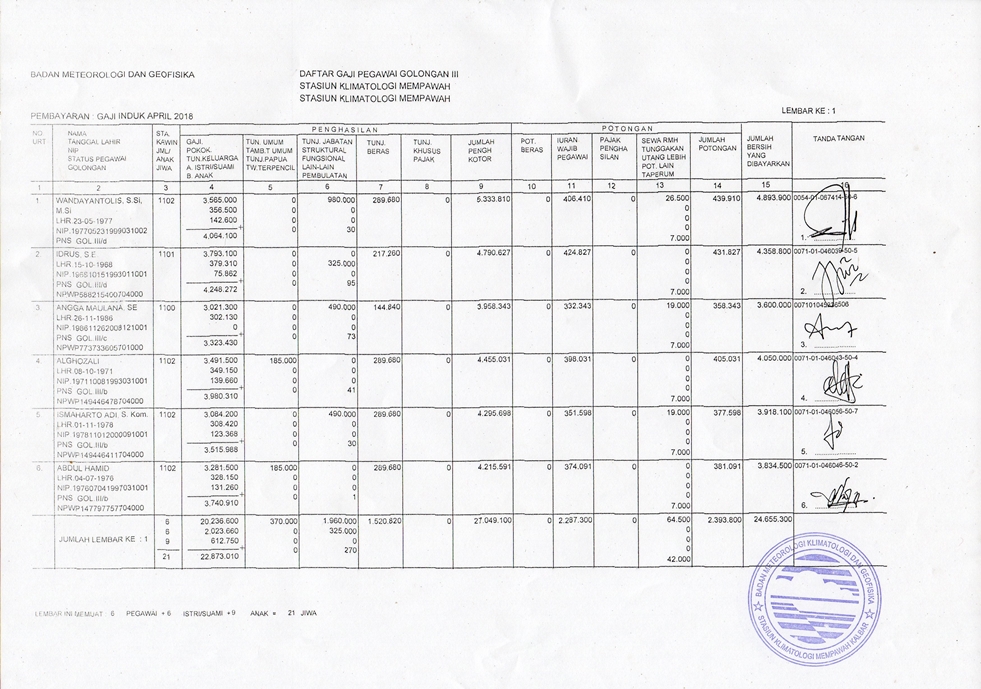 BADAN METEOROLOGI DAN GEOFISIKA
DAFTAR GAJI PEGAWAI GOLONGAN III
STASIUN KLIMATOLOGI MEMPAWAH
STASIUN KLIMATOLOGI MEMPAWAH
PEMBAYARAN : GAJI INDUK APRIL 2018
LEMBAR KE : 1
PENGHASILAN POTONGAN
NO URT
NAMA
TANGGAL LAHIR
NIP
STATUS PEGAWAI
GOLONGAN
STA. KAWIN JML/ ANAK JIWA
GAJI. POKOK. TUN.KELUARGA A. ISTRI/SUAMI B. ANAK
TUN. UMUM TAMB.T UMUM TUNJ.PAPUA TW.TERPENCIL
TUNJ. JABATAN STRUKTURAL FUNGSIONAL LAIN-LAIN PEMBULATAN
TUNJ. BERAS
TUNJ. KHUSUS PAJAK
JUMLAH PENGH KOTOR
POT. BERAS
IURAN WAJIB PEGAWAI
PAJAK PENGHA SILAN
SEWA RMH TUNGGAKAN UTANG LEBIH POT. LAIN TAPERUM
JUMLAH POTONGAN
JUMLAH BERSIH YANG DIBAYARKAN
TANDA TANGAN
1 2 3 4 5 6 7 8 9 10 11 12 13 14 15 16
1 WANDAYANTOLIS, S.Si, 1102 3.565.000 0 980.000 289.680 0 5.333.810 0 406.410 0 26.500 439.910 4.893.900
M.Si 356.500 0 0 0
LHR.23-05-1977 142.600 0 0 0
NIP.197705231999031002 0 30 0
PNS GOL.III/d 4.064.100 7.000 1.
2. IDRUS, S.E 1101 3.793.100 0 0 217.260 0 4.790.627 0 424.827 0 0 431.827 4.358.800
LHR.15-10-1968 379.310 0 325.000 0
NIP.196810151993011001 75.862 0 0 0
PNS GOL.III/d 0 95 0
NPWP586215400704000 4.248.272 7.000 2.
3. ANGGA MAULANA. SE 1100 3.021.300 0 490.000 144.840 0 3.958.343 0 332.343 0 19.000 358.343 3.600.000
LHR.26-11-1986 302.130 0 0 0
NIP.198611262008121001 0 0 0 0
PNS GOL.III/c 0 73 0
NPWP773733605701000 3.323.430 7.000 3.
4. ALGHOZALI 1102 3.491.500 185.000 0 289.680 0 4.455.031 0 398.031 0 0 405.031 4.050.000 0071-01-046043-50-4
LHR.08-10-1971 349.150 0 0 0
NIP.197110081993031001 139.660 0 0 0
PNS GOL.III/b 0 41 0
NPWP149446478704000 3.980.310 7.000 4.
5 ISMAHARTO ADI, S. Kom. 1102 3.084.200 0 490.000 289.680 0 4.295.698 0 351.598 0 19.000 377.598 3.918.100 0071-01-046056-50-7
LHR.01-11-1978 308.420 0 0 0
NIP.197811012000091001 123.368 0 0 0
PNS GOL.III/b 0 30 0
NPWP149446411704000 3.515.988 7.000 5.
6. ABDUL HAMID 1102 3.281.500 185.000 0 289.680 0 4.215.591 0 374.091 0 0 381.091 3.834.500 0071-01-046046-50-2
LHR.04-07-1976 328.150 0 0 0
NIP.197607041997031001 131.260 0 0 0
PNS GOL.III/b 0 1 0
NPWP147797757704000 3.740.910 7.000 6.
6 20.236.600 370.000 1.960.000 1.520.820 0 27.049.100 0 2.287.300 0 64.500 2.393.800 24.655.300
6 2.023.660 0 325.000 0
JUMLAH LEMBAR KE : 1 9 612.750 0 0 0
0 270 0
21 22.873.010 42.000
BADAN METEOROLOGI KLIMATOLOGI DAN GEOFISIKA
STASIUN KLIMATOLOGI MEMPAWAH KALBAR
LEMBAR INI MEMUAT : 6 PEGAWAI + 6 ISTRI/SUAMI + 9 ANAK = 21 JIWA